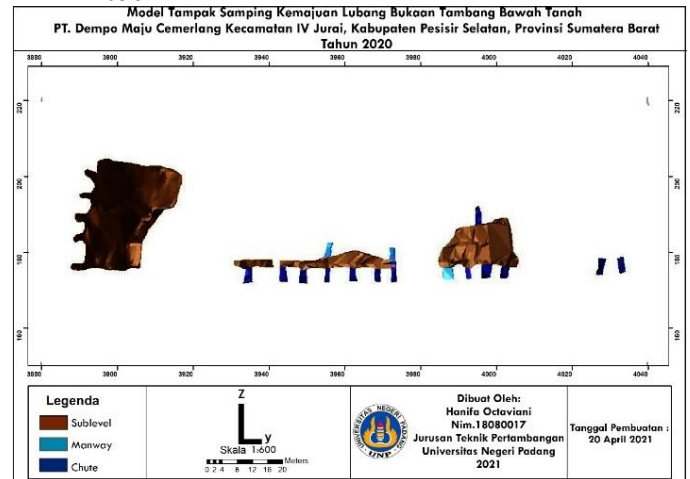 Model Tampak Samping Kemajuan Lubang Bukaan Tambang Bawah Tanah
PT. Dempo Maju Cemerlang Kecamatan IV Jurai, Kabupaten Pesisir Selatan, Provinsi Sumatera Barat
Tahun 2020
3880 3900 3920 3940 3960 3980 4000 4020 4040
220 220
200 200
180 180
160 160
3880 3900 3920 3940 3960 3980 4000 4020 4040
Legenda
Sublevel
Manway
Chute
Z
y
Skala 1:600
Meters
0 2 4 8 12 16 20
UNIVERSITAS NEGERI PADANG
UNP
Dibuat Oleh:
Hanifa Octaviani
Nim.18080017
Jurusan Teknik Pertambangan
Universitas Negeri Padang
2021
Tanggal Pembuatan :
20 April 2021